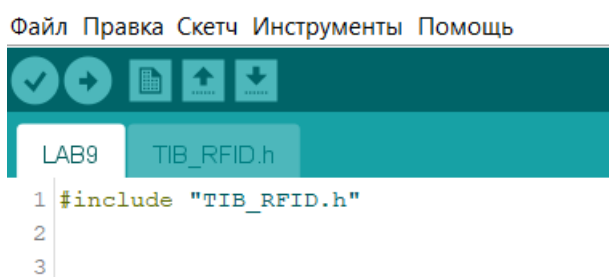 Файл Правка Скетч Инструменты Помощь
LAB9 TIB_RFID.h
1 #include "TIB_RFID.h"
2
3